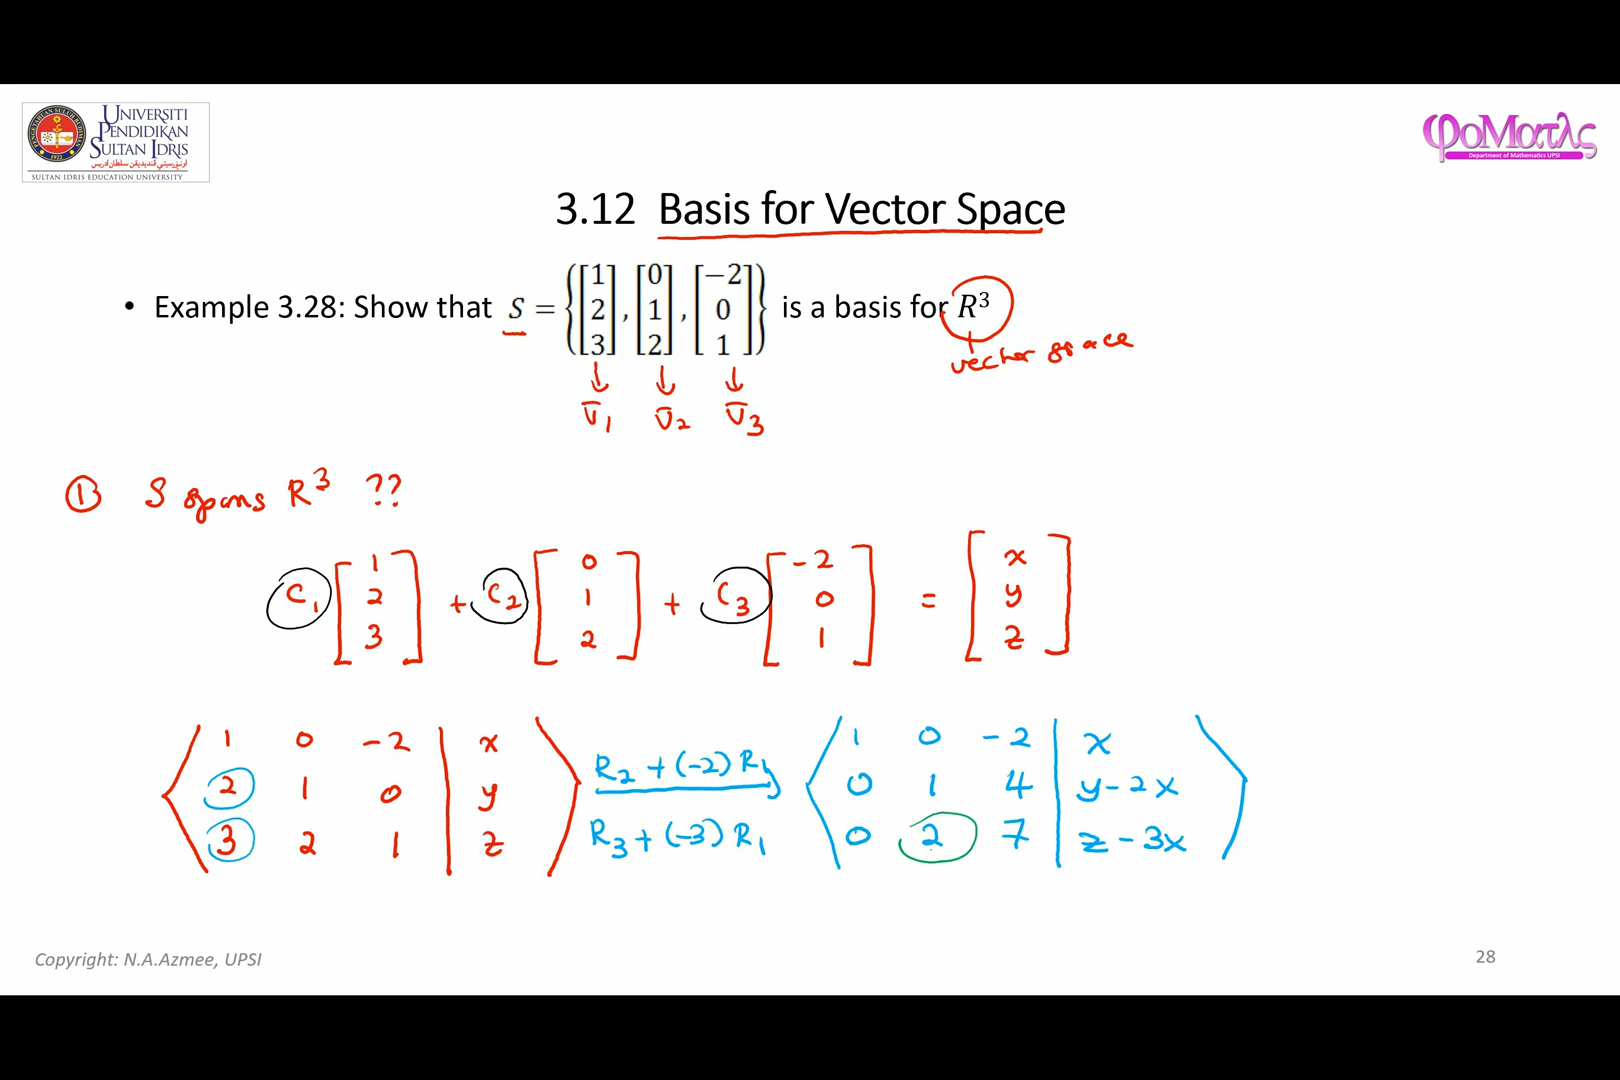 UNIVERSITI
PENDIDIKAN
SULTAN IDRIS
SULTAN IDRIS EDUCATION UNIVERSITY
φοΜατλς
Department of Mathematics UPSI
3.12 Basis for Vector Space
• Example 3.28: Show that S = {[1 2 3], [0 1 2], [-2 0 1]} is a basis for R³
vector space
v̄₁ v̄₂ v̄₃
① S spans R³ ??
C₁ [1 2 3] + C₂ [0 1 2] + C₃ [-2 0 1] = [x y z]
1 0 -2 | x
2 1 0 | y
3 2 1 | z
R₂ + (-2) R₁
R₃ + (-3) R₁
1 0 -2 | x
0 1 4 | y - 2x
0 2 7 | z - 3x
Copyright: N.A.Azmee, UPSI
28